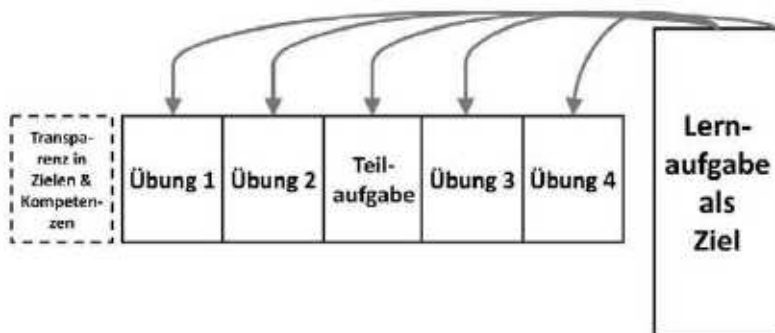 Transpa-
renz in
Zielen &
Kompeten-
zen
Übung 1
Übung 2
Teil-
aufgabe
Übung 3
Übung 4
Lern-
aufgabe
als
Ziel